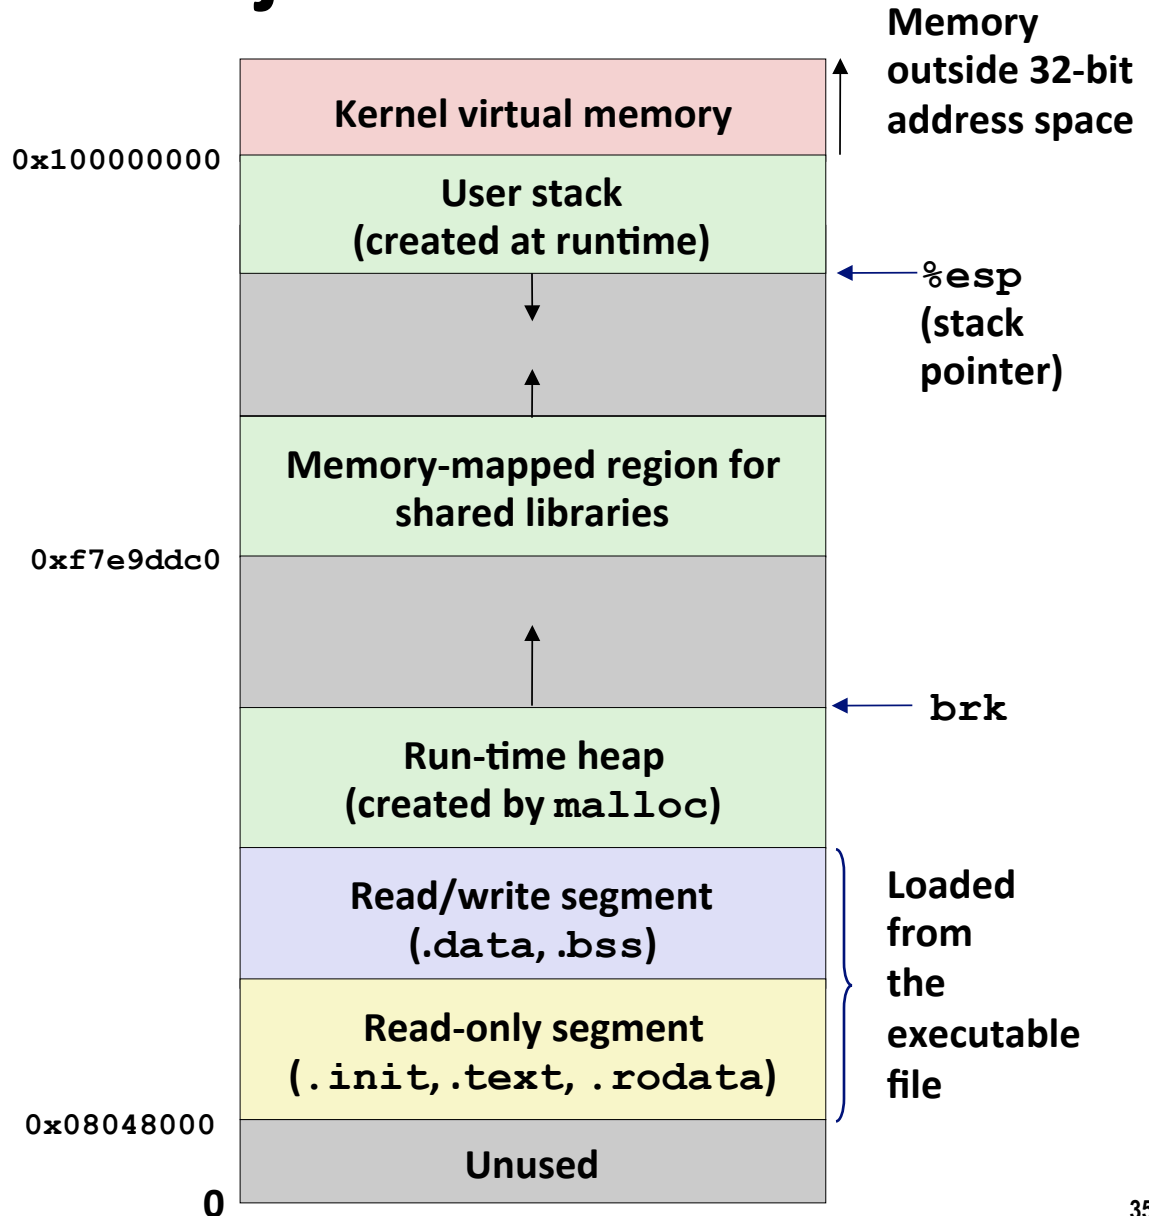 Memory
outside 32-bit
address space
Kernel virtual memory
0x100000000
User stack
(created at runtime)
%esp
(stack
pointer)
Memory-mapped region for
shared libraries
0xf7e9ddc0
brk
Run-time heap
(created by malloc)
Read/write segment
(.data, .bss)
Loaded
from
the
executable
file
Read-only segment
(.init, .text, .rodata)
0x08048000
Unused
0
35